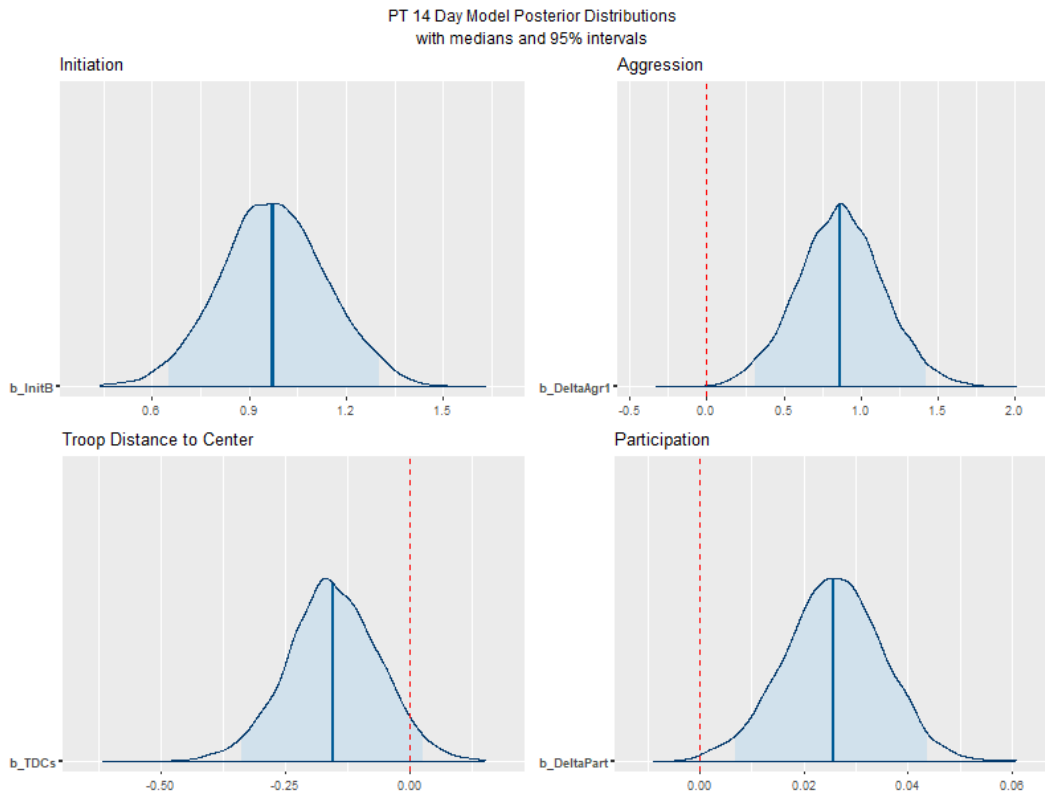 PT 14 Day Model Posterior Distributions
with medians and 95% intervals
Initiation
b_InitB
0.6 0.9 1.2 1.5
Aggression
b_DeltaAgr1
-0.5 0.0 0.5 1.0 1.5 2.0
Troop Distance to Center
b_TDCs
-0.50 -0.25 0.00
Participation
b_DeltaPart
0.00 0.02 0.04 0.06